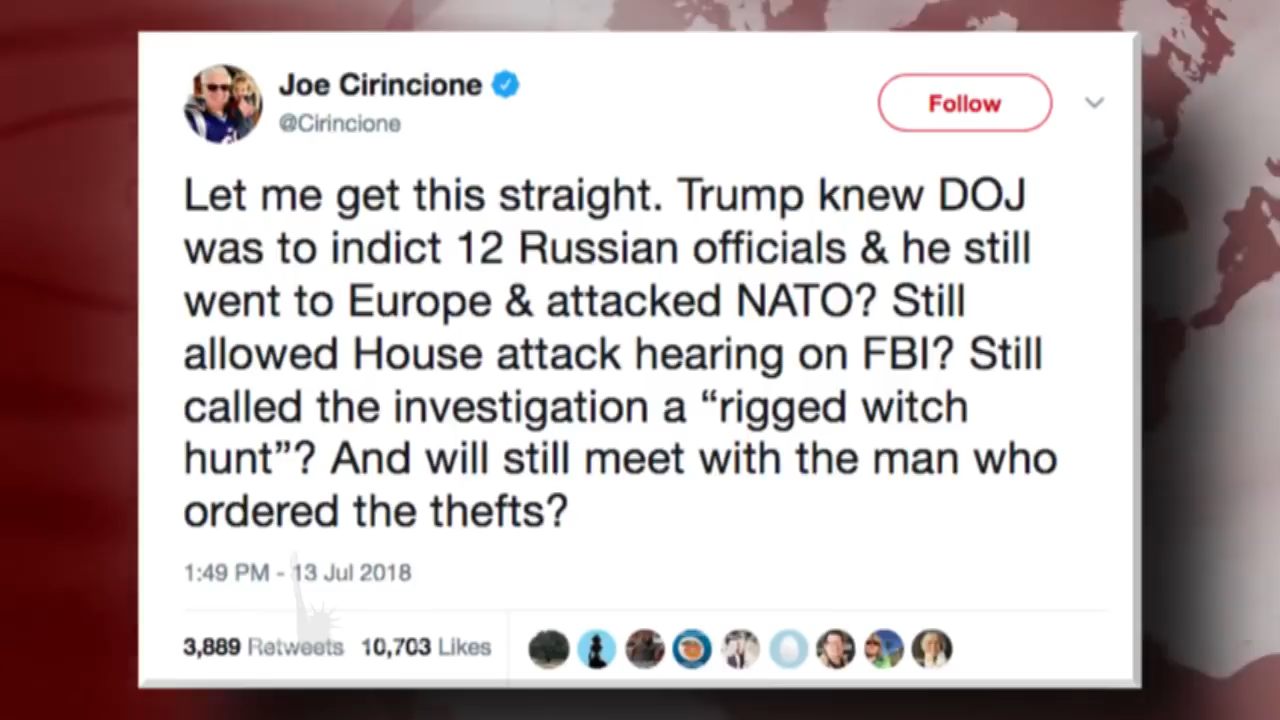 Joe Cirincione
@Cirincione
Follow
Let me get this straight. Trump knew DOJ
was to indict 12 Russian officials & he still
went to Europe & attacked NATO? Still
allowed House attack hearing on FBI? Still
called the investigation a “rigged witch
hunt”? And will still meet with the man who
ordered the thefts?
1:49 PM - 13 Jul 2018
3,889 Retweets 10,703 Likes